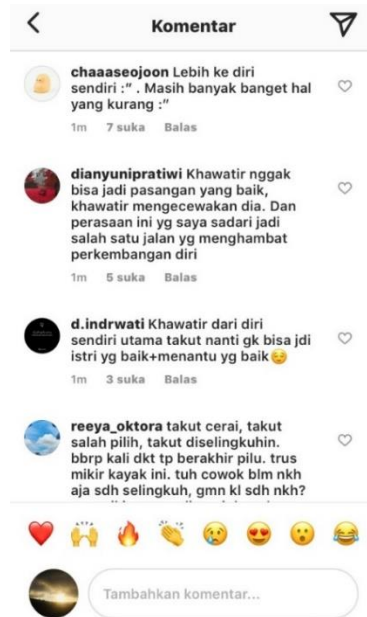 Komentar
chaaaseojoon Lebih ke diri
sendiri :" . Masih banyak banget hal
yang kurang :"
1m 7 suka Balas
dianyunipratiwi Khawatir nggak
bisa jadi pasangan yang baik,
khawatir mengecewakan dia. Dan
perasaan ini yg saya sadari jadi
salah satu jalan yg menghambat
perkembangan diri
1m 5 suka Balas
d.indrwati Khawatir dari diri
sendiri utama takut nanti gk bisa jdi
istri yg baik+menantu yg baik😔
1m 3 suka Balas
reeya_oktora takut cerai, takut
salah pilih, takut diselingkuhin.
bbrp kali dkt tp berakhir pilu. trus
mikir kayak ini. tuh cowok blm nkh
aja sdh selingkuh, gmn kl sdh nkh?
Tambahkan komentar...